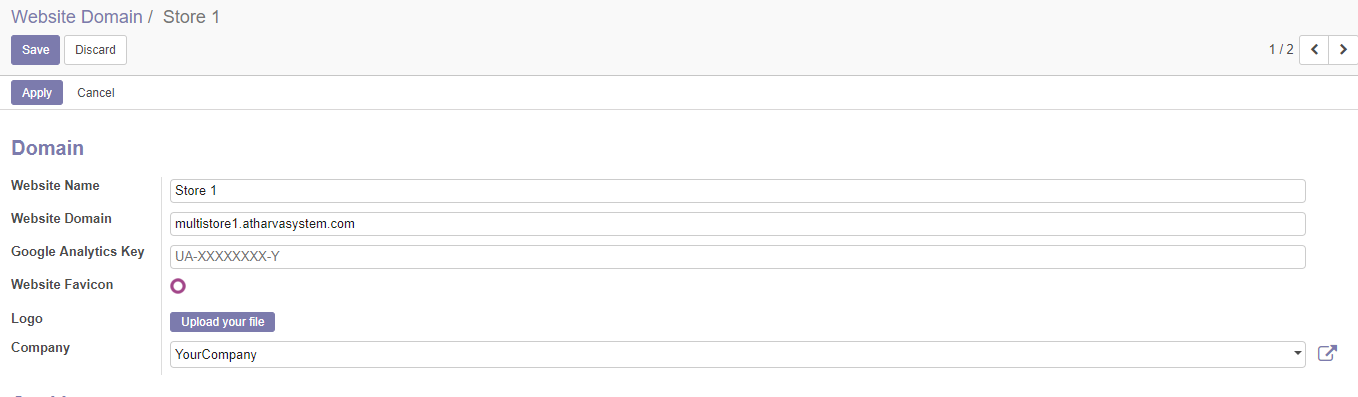 Website Domain / Store 1
Save Discard 1 / 2
Apply Cancel
Domain
Website Name Store 1
Website Domain multistore1.atharvasystem.com
Google Analytics Key UA-XXXXXXXX-Y
Website Favicon
Logo Upload your file
Company YourCompany